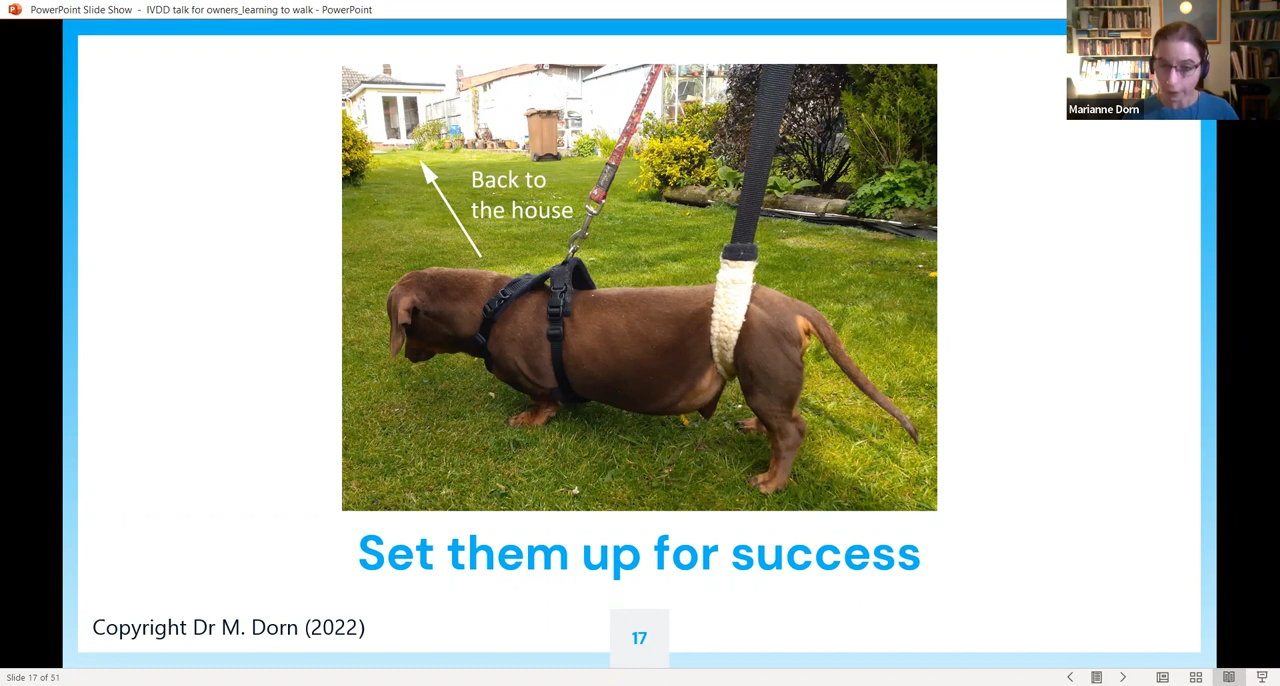 PowerPoint Slide Show - IVDD talk for owners_learning to walk - PowerPoint
Marianne Dorn
Back to
the house
Set them up for success
Copyright Dr M. Dorn (2022)
17
Slide 17 of 51